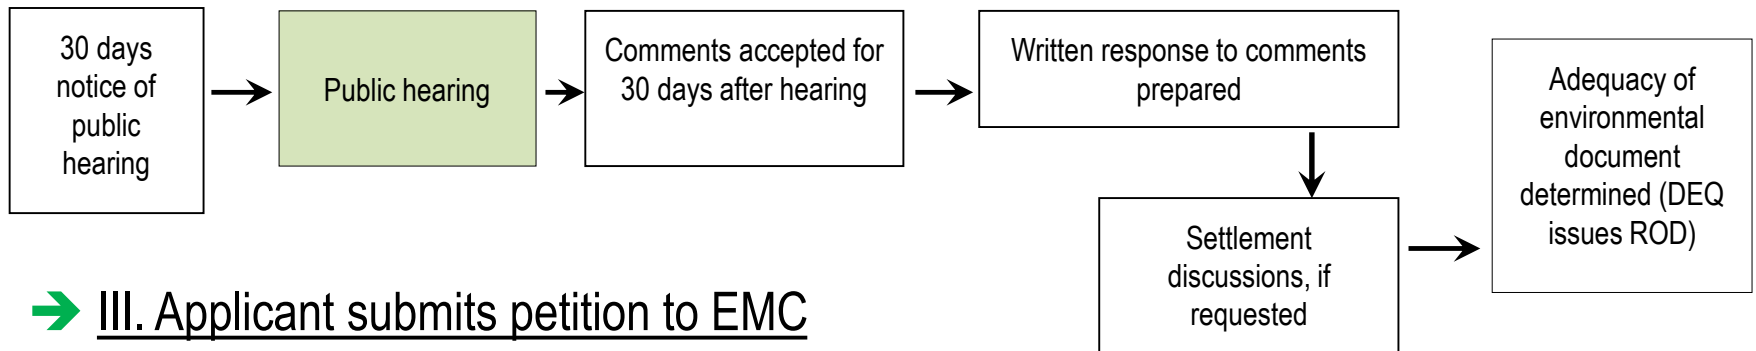 30 days
notice of
public
hearing
Public hearing
Comments accepted for
30 days after hearing
Written response to comments
prepared
Settlement
discussions, if
requested
Adequacy of
environmental
document
determined (DEQ
issues ROD)
III. Applicant submits petition to EMC